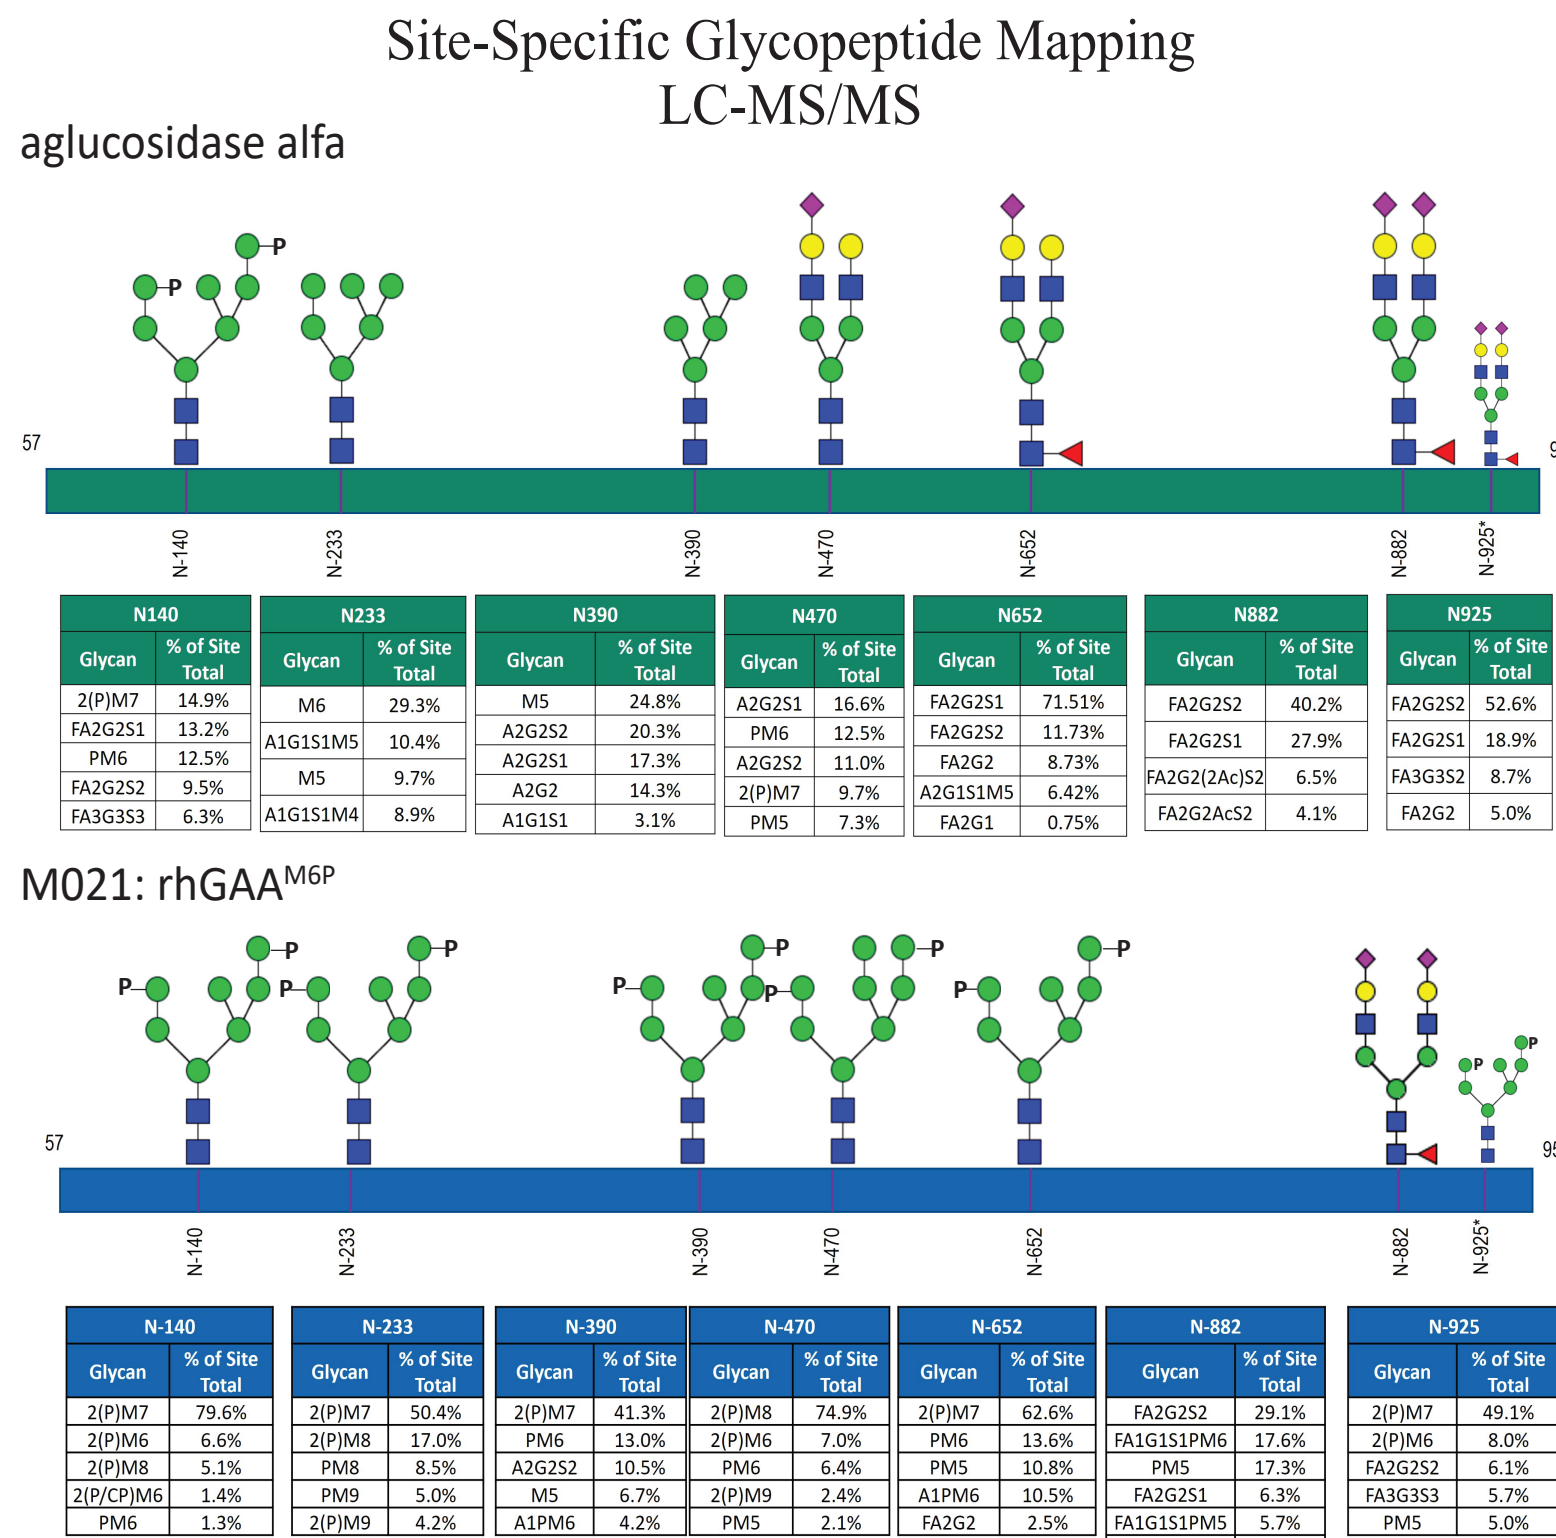 Site-Specific Glycopeptide Mapping
LC-MS/MS
aglucosidase alfa
P
P
57
9
N-140
N-233
N-390
N-470
N-652
N-882
N-925*
N140
Glycan % of Site Total
2(P)M7 14.9%
FA2G2S1 13.2%
PM6 12.5%
FA2G2S2 9.5%
FA3G3S3 6.3%
N233
Glycan % of Site Total
M6 29.3%
A1G1S1M5 10.4%
M5 9.7%
A1G1S1M4 8.9%
N390
Glycan % of Site Total
M5 24.8%
A2G2S2 20.3%
A2G2S1 17.3%
A2G2 14.3%
A1G1S1 3.1%
N470
Glycan % of Site Total
A2G2S1 16.6%
PM6 12.5%
A2G2S2 11.0%
2(P)M7 9.7%
PM5 7.3%
N652
Glycan % of Site Total
FA2G2S1 71.51%
FA2G2S2 11.73%
FA2G2 8.73%
A2G1S1M5 6.42%
FA2G1 0.75%
N882
Glycan % of Site Total
FA2G2S2 40.2%
FA2G2S1 27.9%
FA2G2(2Ac)S2 6.5%
FA2G2AcS2 4.1%
N925
Glycan % of Site Total
FA2G2S2 52.6%
FA2G2S1 18.9%
FA3G3S2 8.7%
FA2G2 5.0%
M021: rhGAAM6P
P P P P P P P P P P P P
57
95
N-140
N-233
N-390
N-470
N-652
N-882
N-925*
N-140
Glycan % of Site Total
2(P)M7 79.6%
2(P)M6 6.6%
2(P)M8 5.1%
2(P/CP)M6 1.4%
PM6 1.3%
N-233
Glycan % of Site Total
2(P)M7 50.4%
2(P)M8 17.0%
PM8 8.5%
PM9 5.0%
2(P)M9 4.2%
N-390
Glycan % of Site Total
2(P)M7 41.3%
PM6 13.0%
A2G2S2 10.5%
M5 6.7%
A1PM6 4.2%
N-470
Glycan % of Site Total
2(P)M8 74.9%
2(P)M6 7.0%
PM6 6.4%
2(P)M9 2.4%
PM5 2.1%
N-652
Glycan % of Site Total
2(P)M7 62.6%
PM6 13.6%
PM5 10.8%
A1PM6 10.5%
FA2G2 2.5%
N-882
Glycan % of Site Total
FA2G2S2 29.1%
FA1G1S1PM6 17.6%
PM5 17.3%
FA2G2S1 6.3%
FA1G1S1PM5 5.7%
N-925
Glycan % of Site Total
2(P)M7 49.1%
2(P)M6 8.0%
FA2G2S2 6.1%
FA3G3S3 5.7%
PM5 5.0%